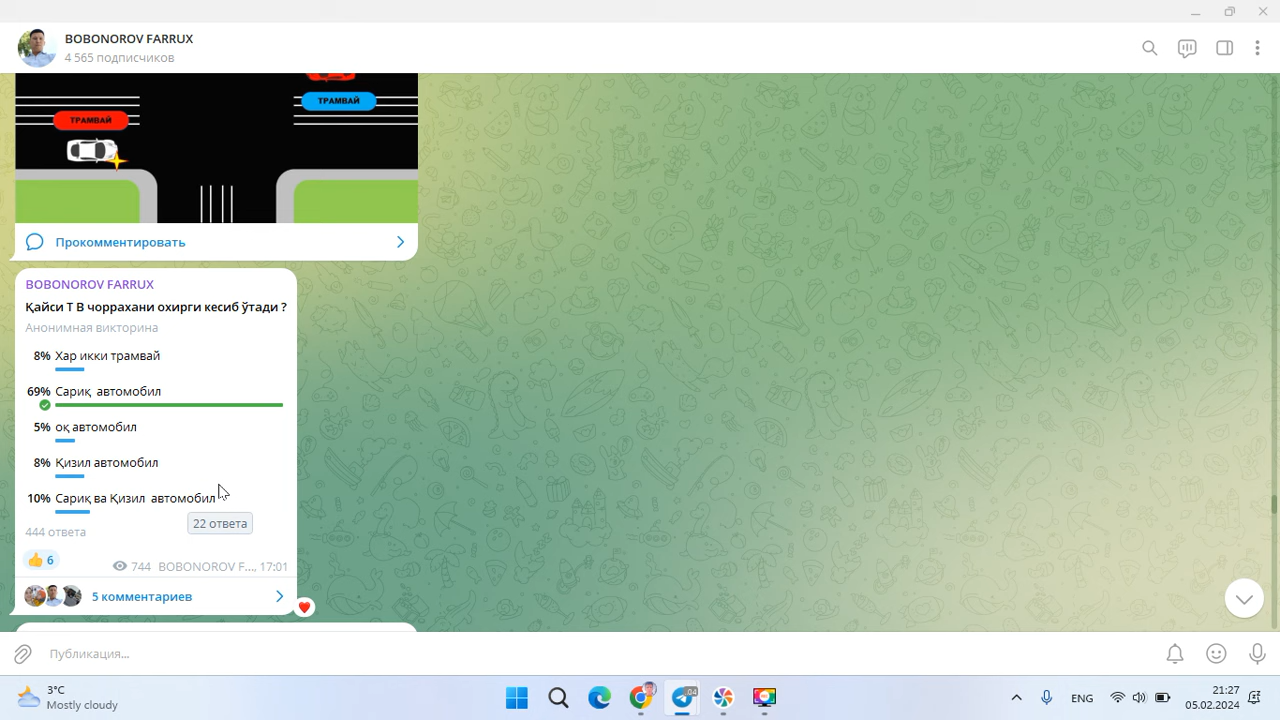 BOBONOROV FARRUX
4 565 подписчиков
ТРАМВАЙ
ТРАМВАЙ
Прокомментировать
BOBONOROV FARRUX
Қайси Т В чоррахани охирги кесиб ўтади ?
Анонимная викторина
8% Хар икки трамвай
69% Сариқ автомобил
5% оқ автомобил
8% Қизил автомобил
10% Сариқ ва Қизил автомобил
22 ответа
444 ответа
6
744 BOBONOROV F..., 17:01
5 комментариев
Публикация...
3°C
Mostly cloudy
04
ENG
21:27
05.02.2024